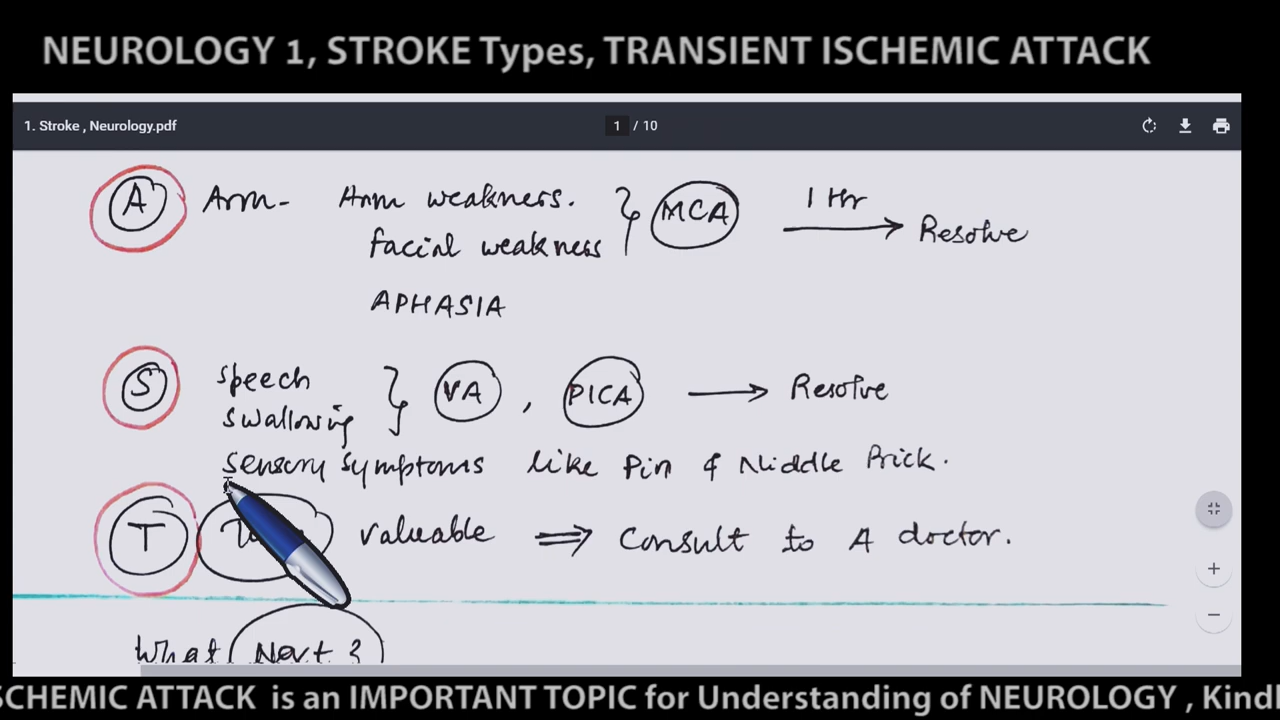 NEUROLOGY 1, STROKE Types, TRANSIENT ISCHEMIC ATTACK
1. Stroke , Neurology.pdf 1 / 10
A Arm- Arm weakness. MCA 1 Hr Resolve
facial weakness
APHASIA
S speech VA , PICA Resolve
swallowing
sensory symptoms like Pin & Niddle Prick.
T valuable ⇒ Consult to A doctor.
What Next ?
SCHEMIC ATTACK is an IMPORTANT TOPIC for Understanding of NEUROLOGY , Kindl